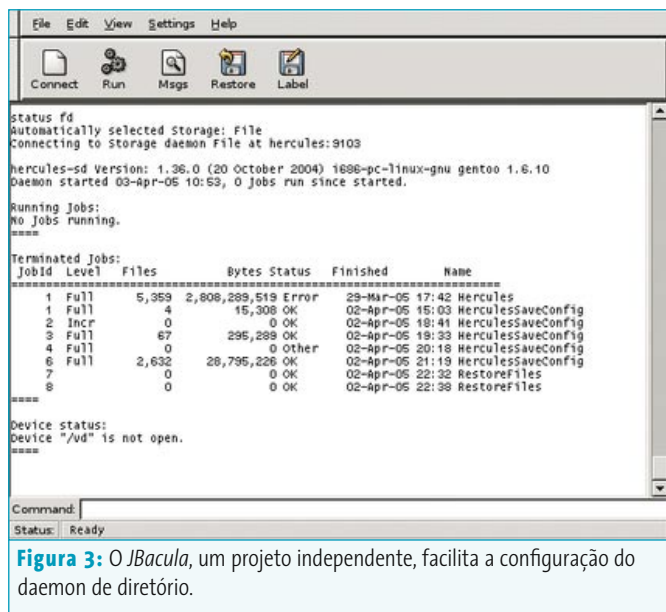 File Edit View Settings Help
Connect Run Msgs Restore Label
status fd
Automatically selected Storage: File
Connecting to Storage daemon File at hercules:9103
hercules-sd Version: 1.36.0 (20 October 2004) i686-pc-linux-gnu gentoo 1.6.10
Daemon started 03-Apr-05 10:53, 0 Jobs run since started.
Running Jobs:
No Jobs running.
====
Terminated Jobs:
JobId Level Files Bytes Status Finished Name
======================================================================
1 Full 5,359 2,808,289,519 Error 29-Mar-05 17:42 Hercules
1 Full 4 15,308 OK 02-Apr-05 15:03 HerculesSaveConfig
2 Incr 0 0 OK 02-Apr-05 18:41 HerculesSaveConfig
3 Full 67 295,289 OK 02-Apr-05 19:33 HerculesSaveConfig
4 Full 0 0 Other 02-Apr-05 20:18 HerculesSaveConfig
6 Full 2,632 28,795,226 OK 02-Apr-05 21:19 HerculesSaveConfig
7 0 0 OK 02-Apr-05 22:32 RestoreFiles
8 0 0 OK 02-Apr-05 22:38 RestoreFiles
====
Device status:
Device "/vd" is not open.
====
Command:
Status: Ready
Figura 3: O JBacula, um projeto independente, facilita a configuração do
daemon de diretório.